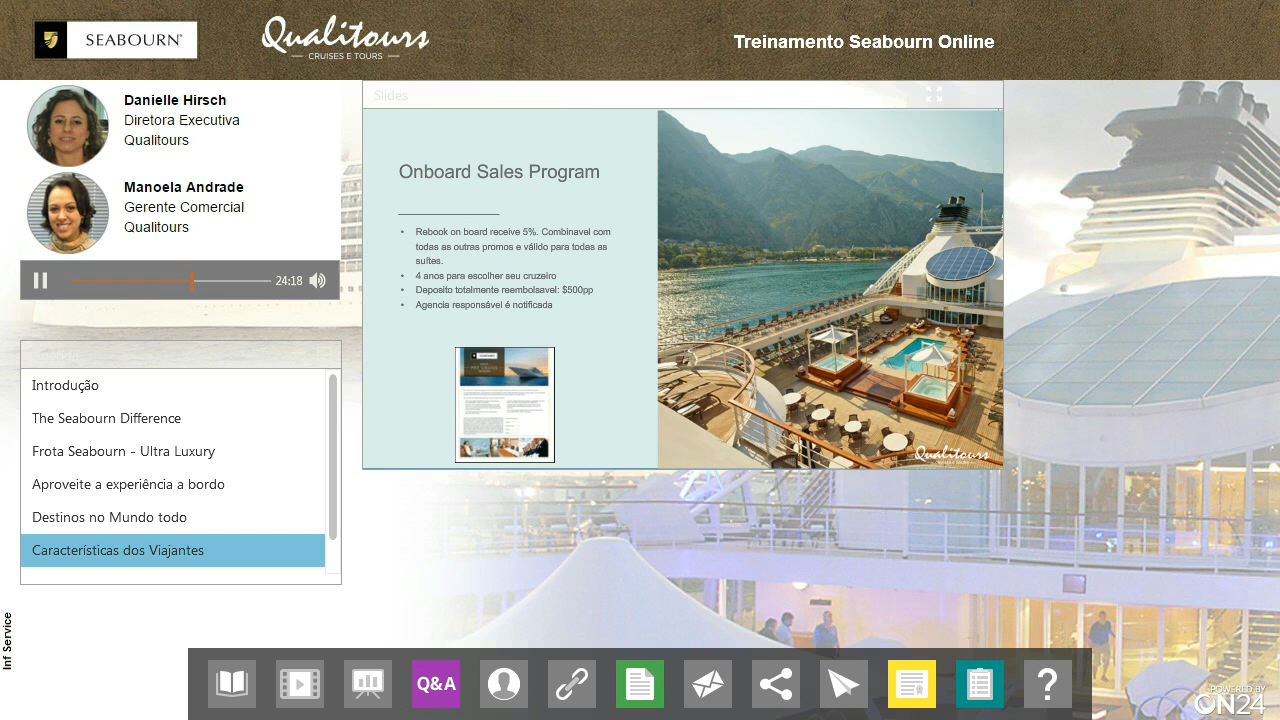 SEABOURN®
Qualitours
CRUISES E TOURS
Treinamento Seabourn Online
Danielle Hirsch
Diretora Executiva
Qualitours
Manoela Andrade
Gerente Comercial
Qualitours
24:18
Slides
Onboard Sales Program
• Rebook on board receive 5%. Combinavel com
todas as outras promos e válido para todas as
suítes.
• 4 anos para escolher seu cruzeiro
• Deposito totalmente reembolsavel: $500pp
• Agencia responsável é notificada
Qualitours
Introdução
The Seabourn Difference
Frota Seabourn - Ultra Luxury
Aproveite a experiência a bordo
Destinos no Mundo todo
Características dos Viajantes
Inf Service
Q&A
?
POWERED BY
ON24